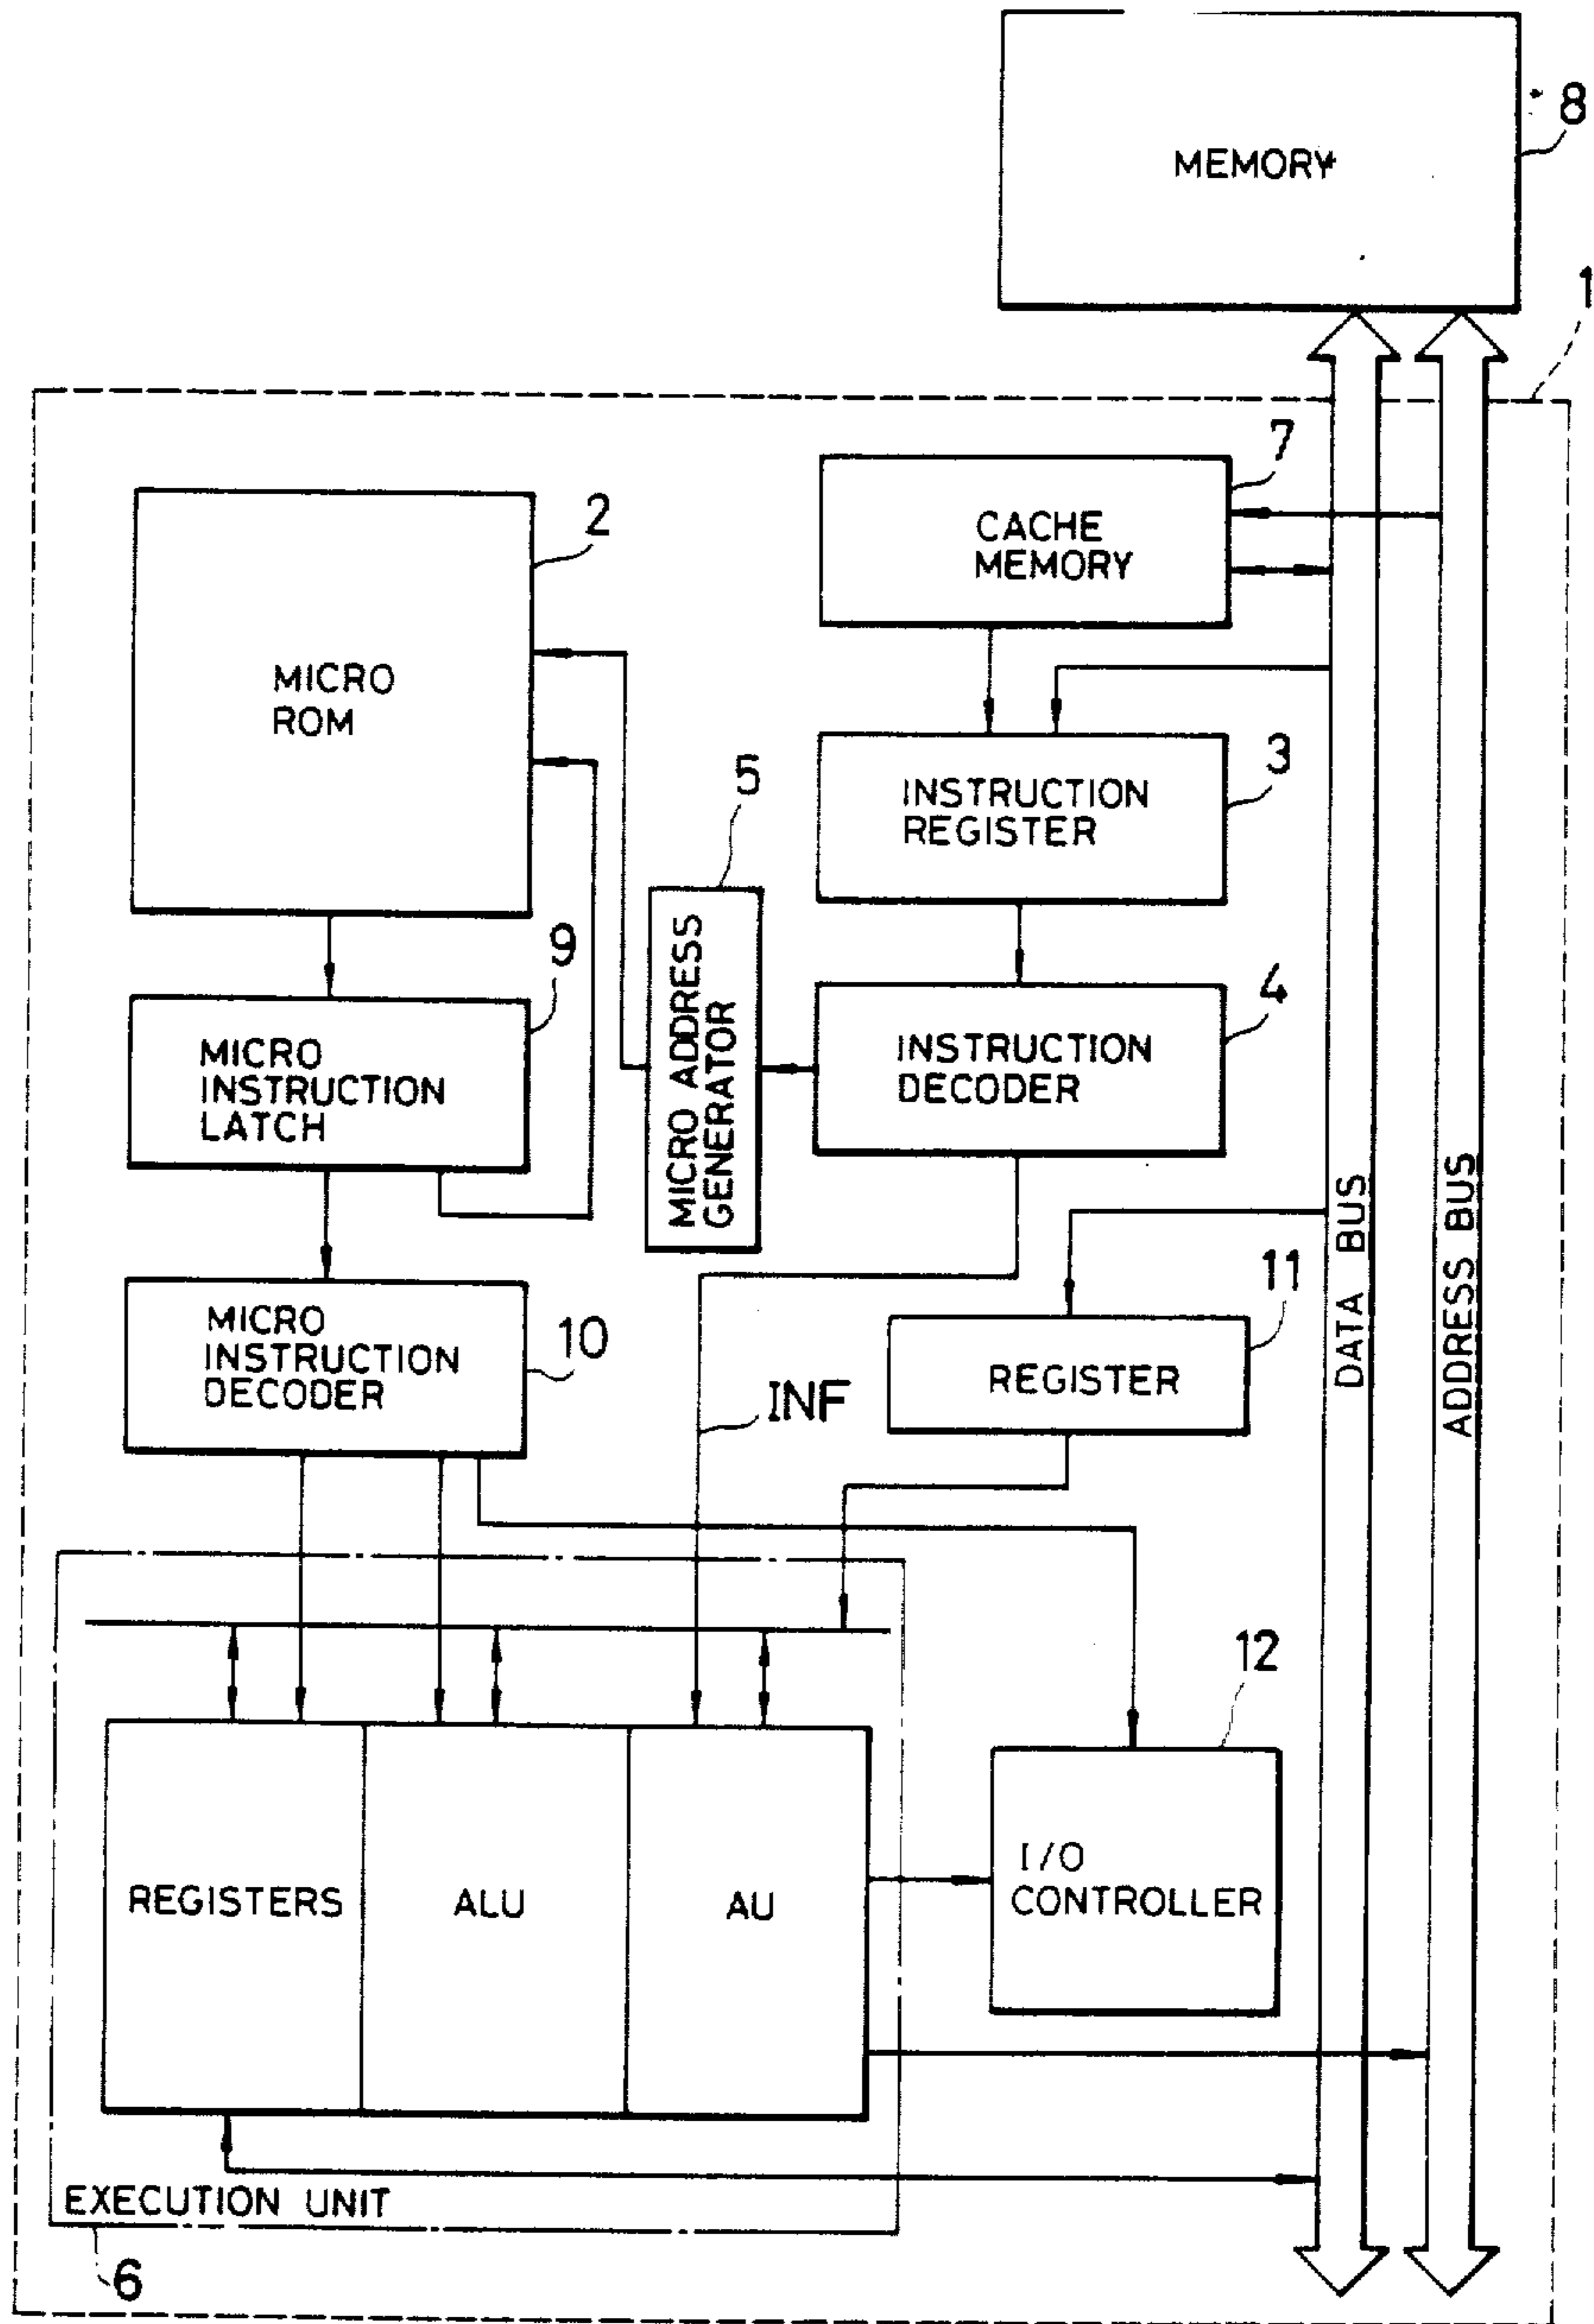 MEMORY
8
1
CACHE
MEMORY
7
MICRO
ROM
2
INSTRUCTION
REGISTER
3
5
MICRO ADDRESS
GENERATOR
INSTRUCTION
DECODER
4
MICRO
INSTRUCTION
LATCH
9
MICRO
INSTRUCTION
DECODER
10
INF
REGISTER
11
DATA BUS
ADDRESS BUS
REGISTERS
ALU
AU
I/O
CONTROLLER
12
EXECUTION UNIT
6